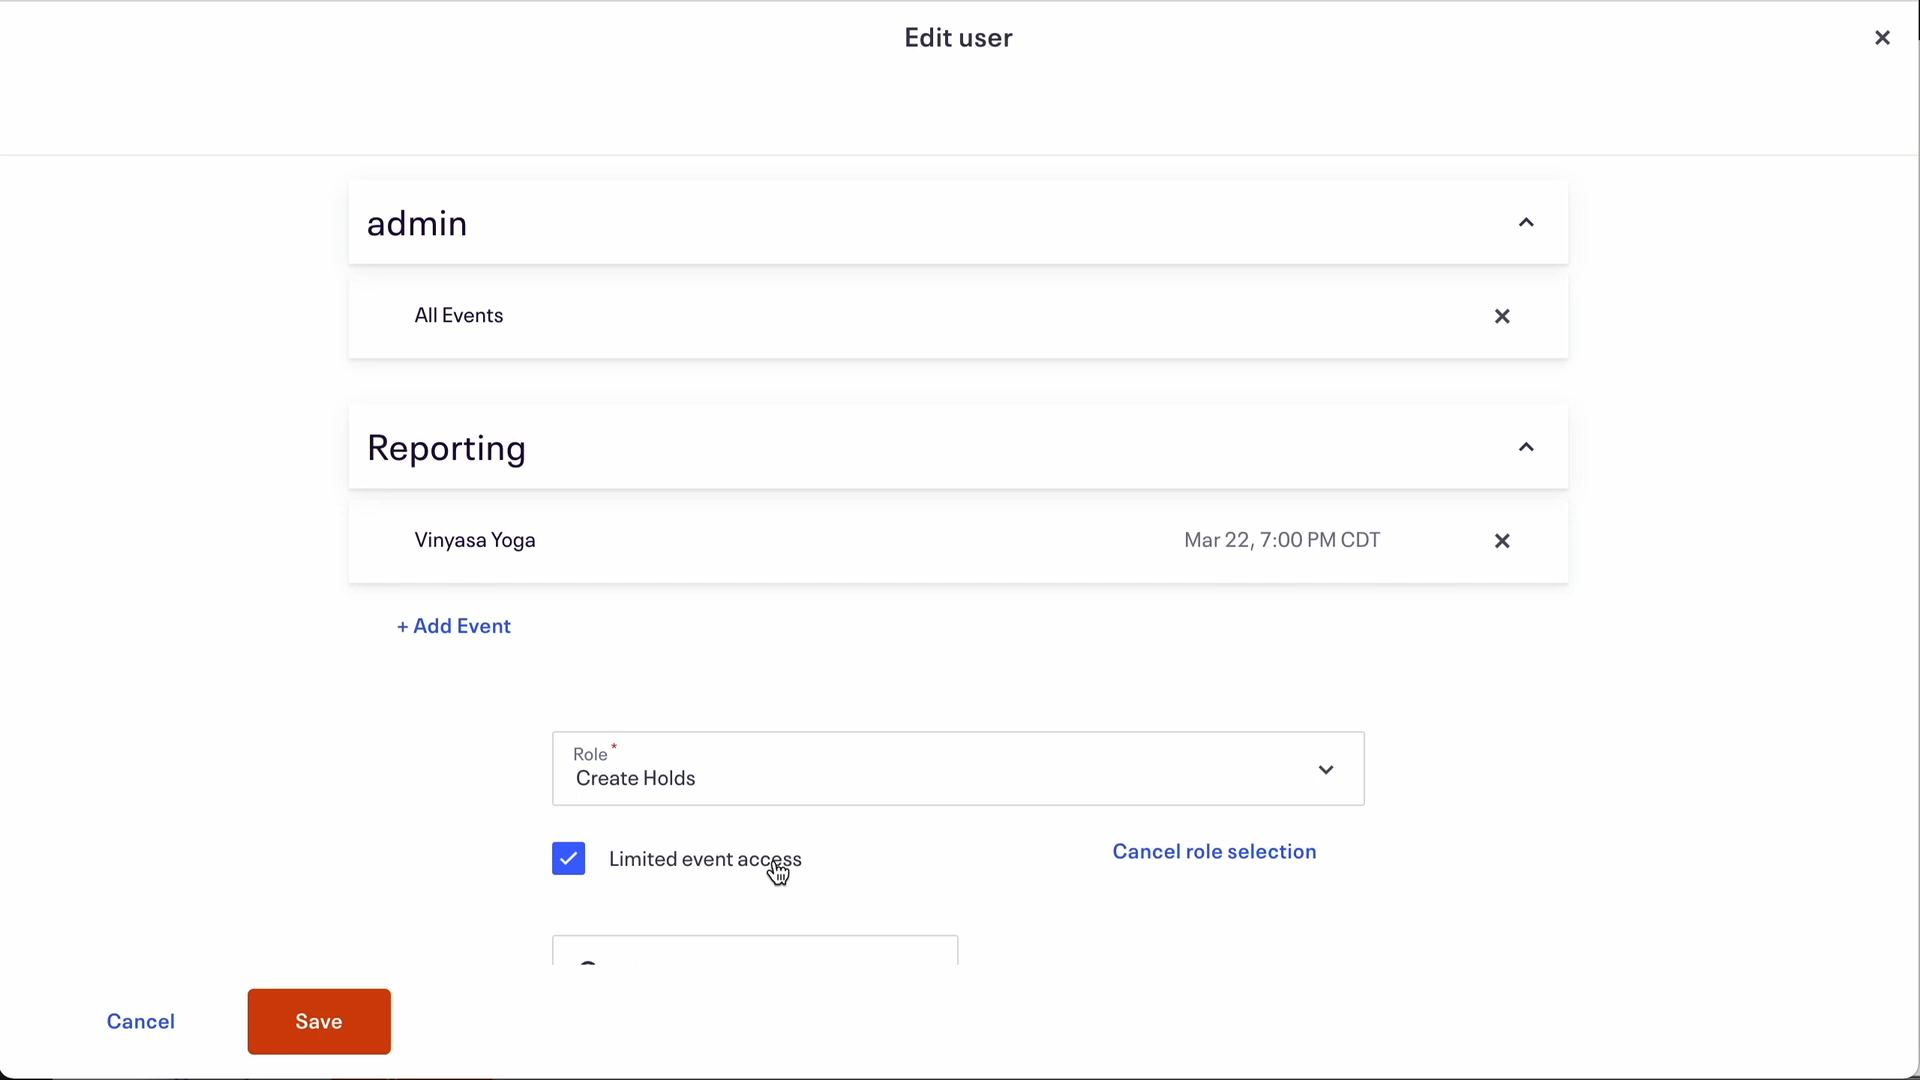 Edit user
admin
All Events
Reporting
Vinyasa Yoga Mar 22, 7:00 PM CDT
+ Add Event
Role *
Create Holds
Limited event access Cancel role selection
Cancel Save